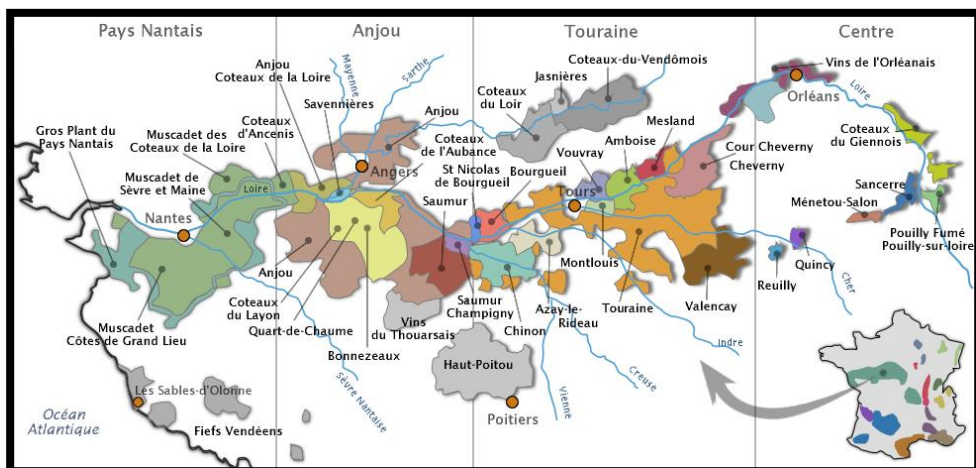 Pays Nantais
Anjou
Touraine
Centre
Mayenne
Sarthe
Anjou
Coteaux de la Loire
Savennières
Coteaux
d'Ancenis
Muscadet des
Coteaux de la Loire
Gros Plant du
Pays Nantais
Muscadet de
Sèvre et Maine
Loire
Nantes
Anjou
Angers
Coteaux
de l'Aubance
St Nicolas
de Bourgueil
Saumur
Bourgueil
Jasnières
Coteaux-du-Vendômois
Coteaux
du Loir
Vouvray
Amboise
Mesland
Tours
Cour Cheverny
Cheverny
Vins de l'Orléanais
Orléans
Loire
Coteaux
du Giennois
Sancerre
Ménetou-Salon
Pouilly Fumé
Pouilly-sur-loire
Quincy
Reuilly
Cher
Montlouis
Touraine
Valencay
Azay-le-
Rideau
Chinon
Saumur
Champigny
Anjou
Coteaux
du Layon
Quart-de-Chaume
Bonnezeaux
Vins
du Thouarsais
Haut-Poitou
Poitiers
Vienne
Creuse
Indre
Sèvre Nantaise
Muscadet
Côtes de Grand Lieu
Les Sables-d'Olonne
Fiefs Vendéens
Océan
Atlantique